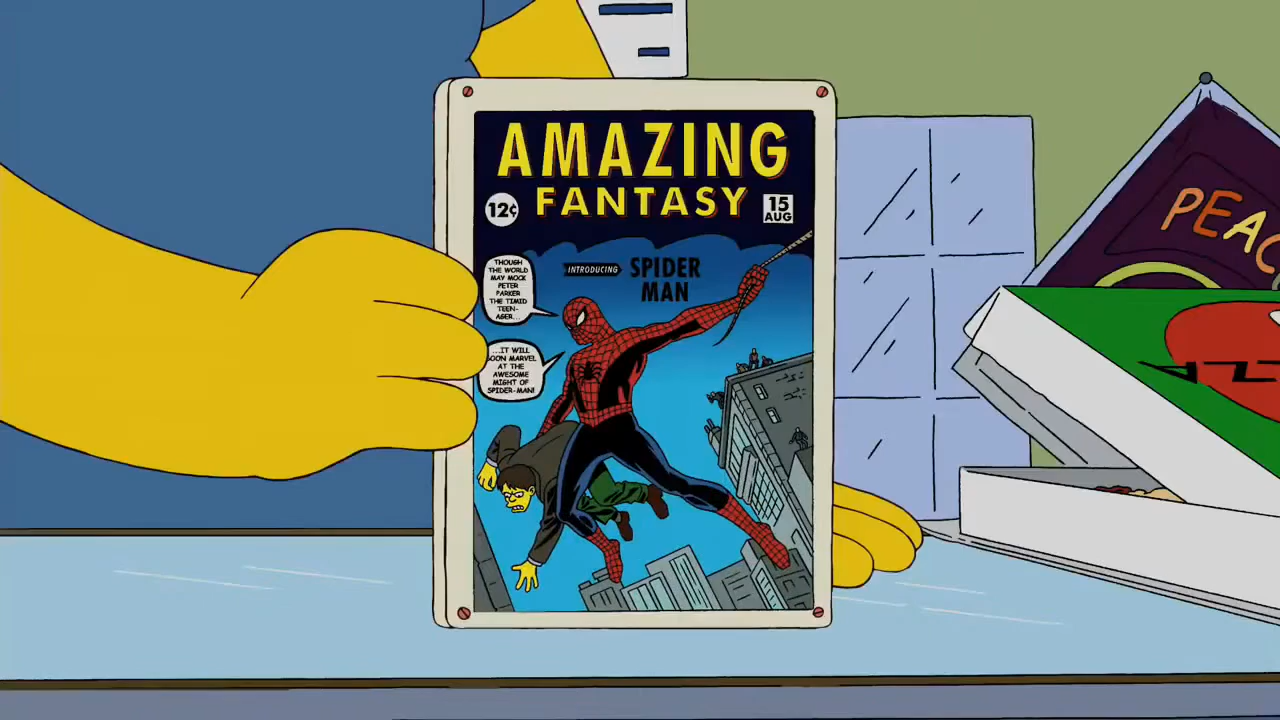 AMAZING
FANTASY
12¢
15
AUG
INTRODUCING
SPIDER
MAN
THOUGH
THE WORLD
MAY MOCK
PETER
PARKER
THE TIMID
TEEN-
AGER...
...IT WILL
SOON MARVEL
AT THE
AWESOME
MIGHT OF
SPIDER-MAN!
PEAC